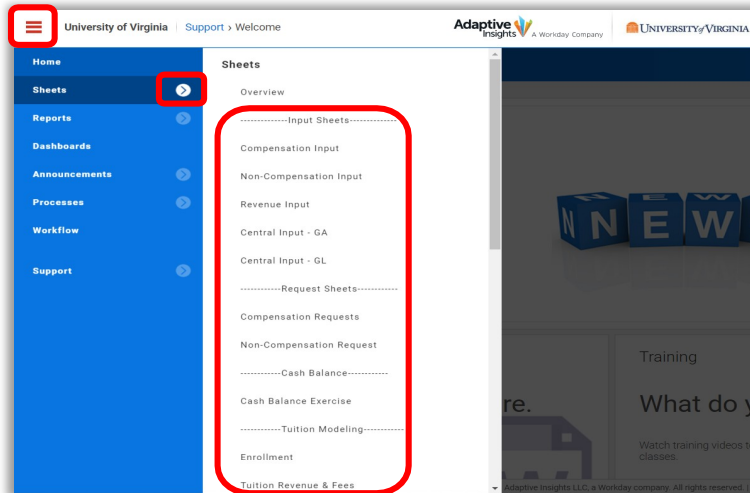 University of Virginia Support › Welcome
Adaptive Insights A Workday Company
UNIVERSITY of VIRGINIA
Home
Sheets
Reports
Dashboards
Announcements
Processes
Workflow
Support
Sheets
Overview
-------------Input Sheets-------------
Compensation Input
Non-Compensation Input
Revenue Input
Central Input - GA
Central Input - GL
-----------Request Sheets-----------
Compensation Requests
Non-Compensation Request
-----------Cash Balance-----------
Cash Balance Exercise
-----------Tuition Modeling-----------
Enrollment
Tuition Revenue & Fees
N N E W
re.
Training
What do y
Watch training videos t
classes.
Adaptive Insights LLC, a Workday company. All rights reserved.